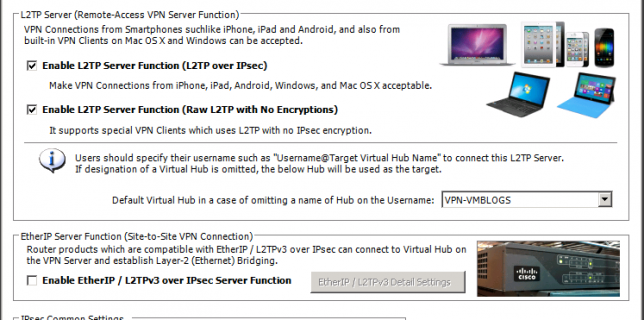 L2TP Server (Remote-Access VPN Server Function)
VPN Connections from Smartphones suchlike iPhone, iPad and Android, and also from
built-in VPN Clients on Mac OS X and Windows can be accepted.
Enable L2TP Server Function (L2TP over IPsec)
Make VPN Connections from iPhone, iPad, Android, Windows, and Mac OS X acceptable.
Enable L2TP Server Function (Raw L2TP with No Encryptions)
It supports special VPN Clients which uses L2TP with no IPsec encryption.
Users should specify their username such as "Username@Target Virtual Hub Name" to connect this L2TP Server.
If designation of a Virtual Hub is omitted, the below Hub will be used as the target.
Default Virtual Hub in a case of omitting a name of Hub on the Username: VPN-VMBLOGS
EtherIP Server Function (Site-to-Site VPN Connection)
Router products which are compatible with EtherIP / L2TPv3 over IPsec can connect to Virtual Hub on
the VPN Server and establish Layer-2 (Ethernet) Bridging.
Enable EtherIP / L2TPv3 over IPsec Server Function
EtherIP / L2TPv3 Detail Settings
CISCO
IPsec Common Settings